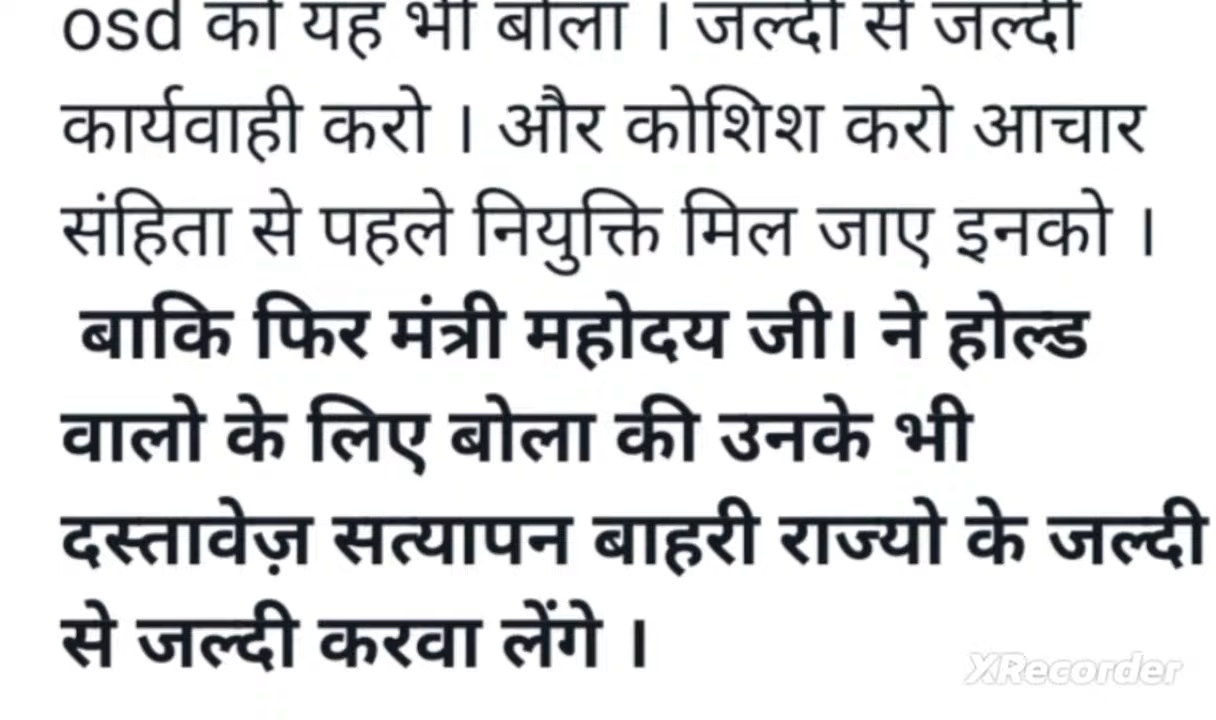 osd को यह भी बोला । जल्दी से जल्दी
कार्यवाही करो । और कोशिश करो आचार
संहिता से पहले नियुक्ति मिल जाए इनको ।
बाकि फिर मंत्री महोदय जी। ने होल्ड
वालो के लिए बोला की उनके भी
दस्तावेज़ सत्यापन बाहरी राज्यो के जल्दी
से जल्दी करवा लेंगे ।
XRecorder